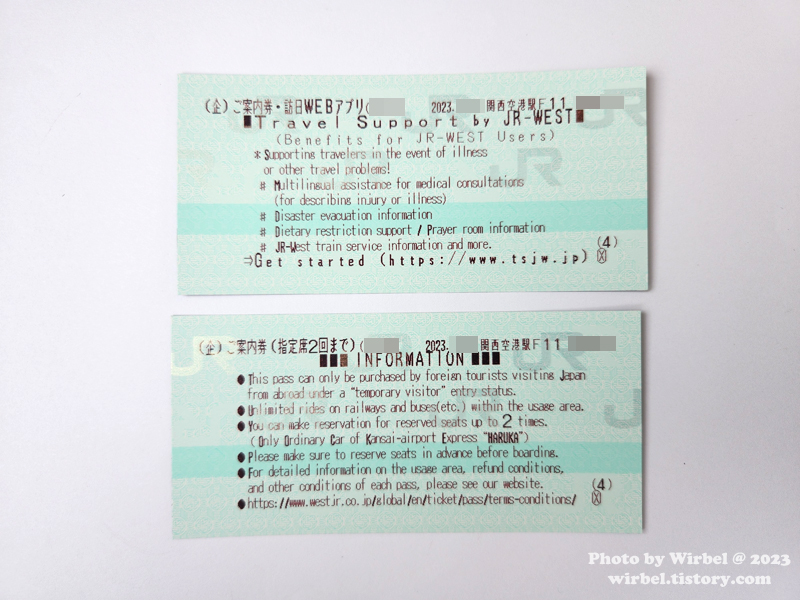 (企)ご案内券・訪日WEBアプリ( 2023. 関西空港駅F11
■Travel Support by JR-WEST■
(Benefits for JR-WEST Users)
*Supporting travelers in the event of illness
or other travel problems!
# Multilingual assistance for medical consultations
(for describing injury or illness)
# Disaster evacuation information
# Dietary restriction support / Prayer room information
# JR-West train service information and more.
⇒Get started (https://www.tsjw.jp)
(4)
(企)ご案内券(指定席2回まで)( 2023. 関西空港駅F11
■■■ INFORMATION ■■■
●This pass can only be purchased by foreign tourists visiting Japan
from abroad under a "temporary visitor" entry status.
●Unlimited rides on railways and buses(etc.) within the usage area.
●You can make reservation for reserved seats up to 2 times.
(Only Ordinary Car of Kansai-airport Express "HARUKA")
●Please make sure to reserve seats in advance before boarding.
●For detailed information on the usage area, refund conditions,
and other conditions of each pass, please see our website.
●https://www.westjr.co.jp/global/en/ticket/pass/terms-conditions/
(4)
Photo by Wirbel @ 2023
wirbel.tistory.com